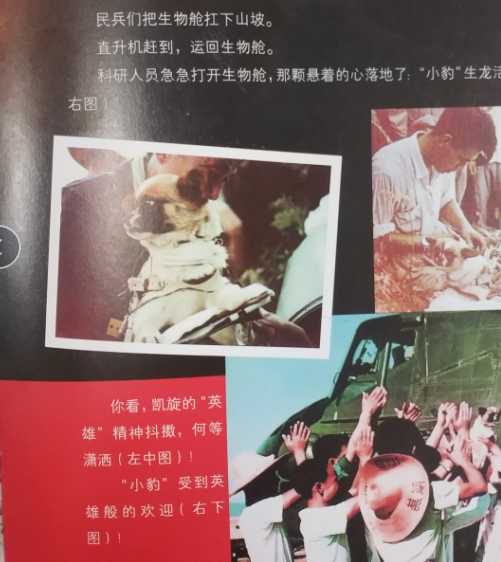 民兵们把生物舱扛下山坡。
直升机赶到，运回生物舱。
科研人员急急打开生物舱，那颗悬着的心落地了：“小豹”生龙活
右图）
你看，凯旋的“英
雄”精神抖擞，何等
潇洒（左中图）！
“小豹”受到英
雄般的欢迎（右下
图）！